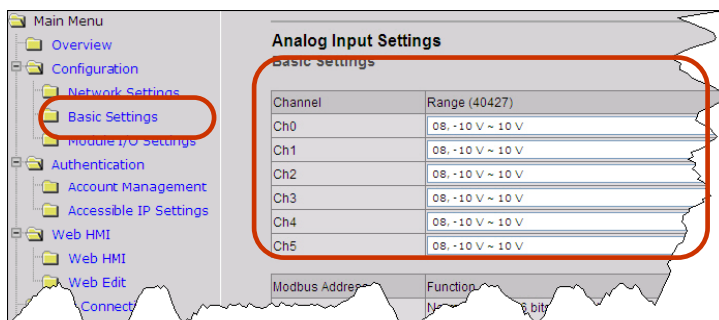 Main Menu
Overview
Configuration
Network Settings
Basic Settings
Module I/O Settings
Authentication
Account Management
Accessible IP Settings
Web HMI
Web HMI
Web Edit
Analog Input Settings
Basic Settings
Channel Range (40427)
Ch0 08, -10 V ~ 10 V
Ch1 08, -10 V ~ 10 V
Ch2 08, -10 V ~ 10 V
Ch3 08, -10 V ~ 10 V
Ch4 08, -10 V ~ 10 V
Ch5 08, -10 V ~ 10 V
Modbus Address Function